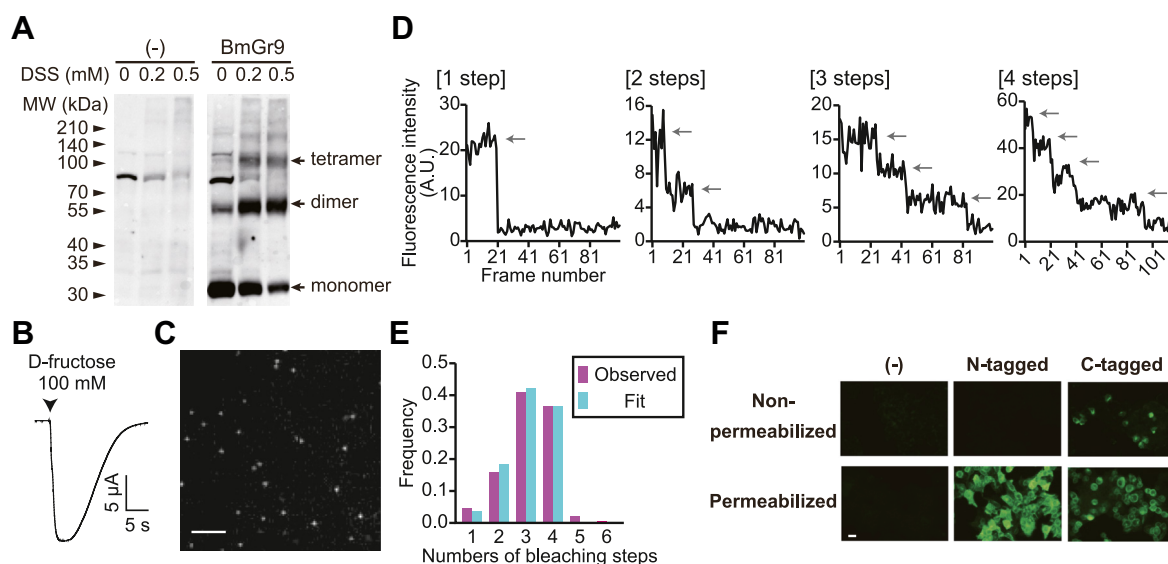 A
(-) BmGr9
DSS (mM) 0 0.2 0.5 0 0.2 0.5
MW (kDa)
210
140
100
70
55
40
35
30
tetramer
dimer
monomer
B
D-fructose
100 mM
5 µA
5 s
C
D
Fluorescence intensity
(A.U.)
[1 step]
30
20
10
0
1 21 41 61 81
Frame number
[2 steps]
16
12
8
4
0
1 21 41 61 81
[3 steps]
20
15
10
5
0
1 21 41 61 81
[4 steps]
60
40
20
0
1 21 41 61 81 101
E
Frequency
0.5
0.4
0.3
0.2
0.1
0.0
1 2 3 4 5 6
Numbers of bleaching steps
Observed
Fit
F
(-) N-tagged C-tagged
Non-
permeabilized
Permeabilized